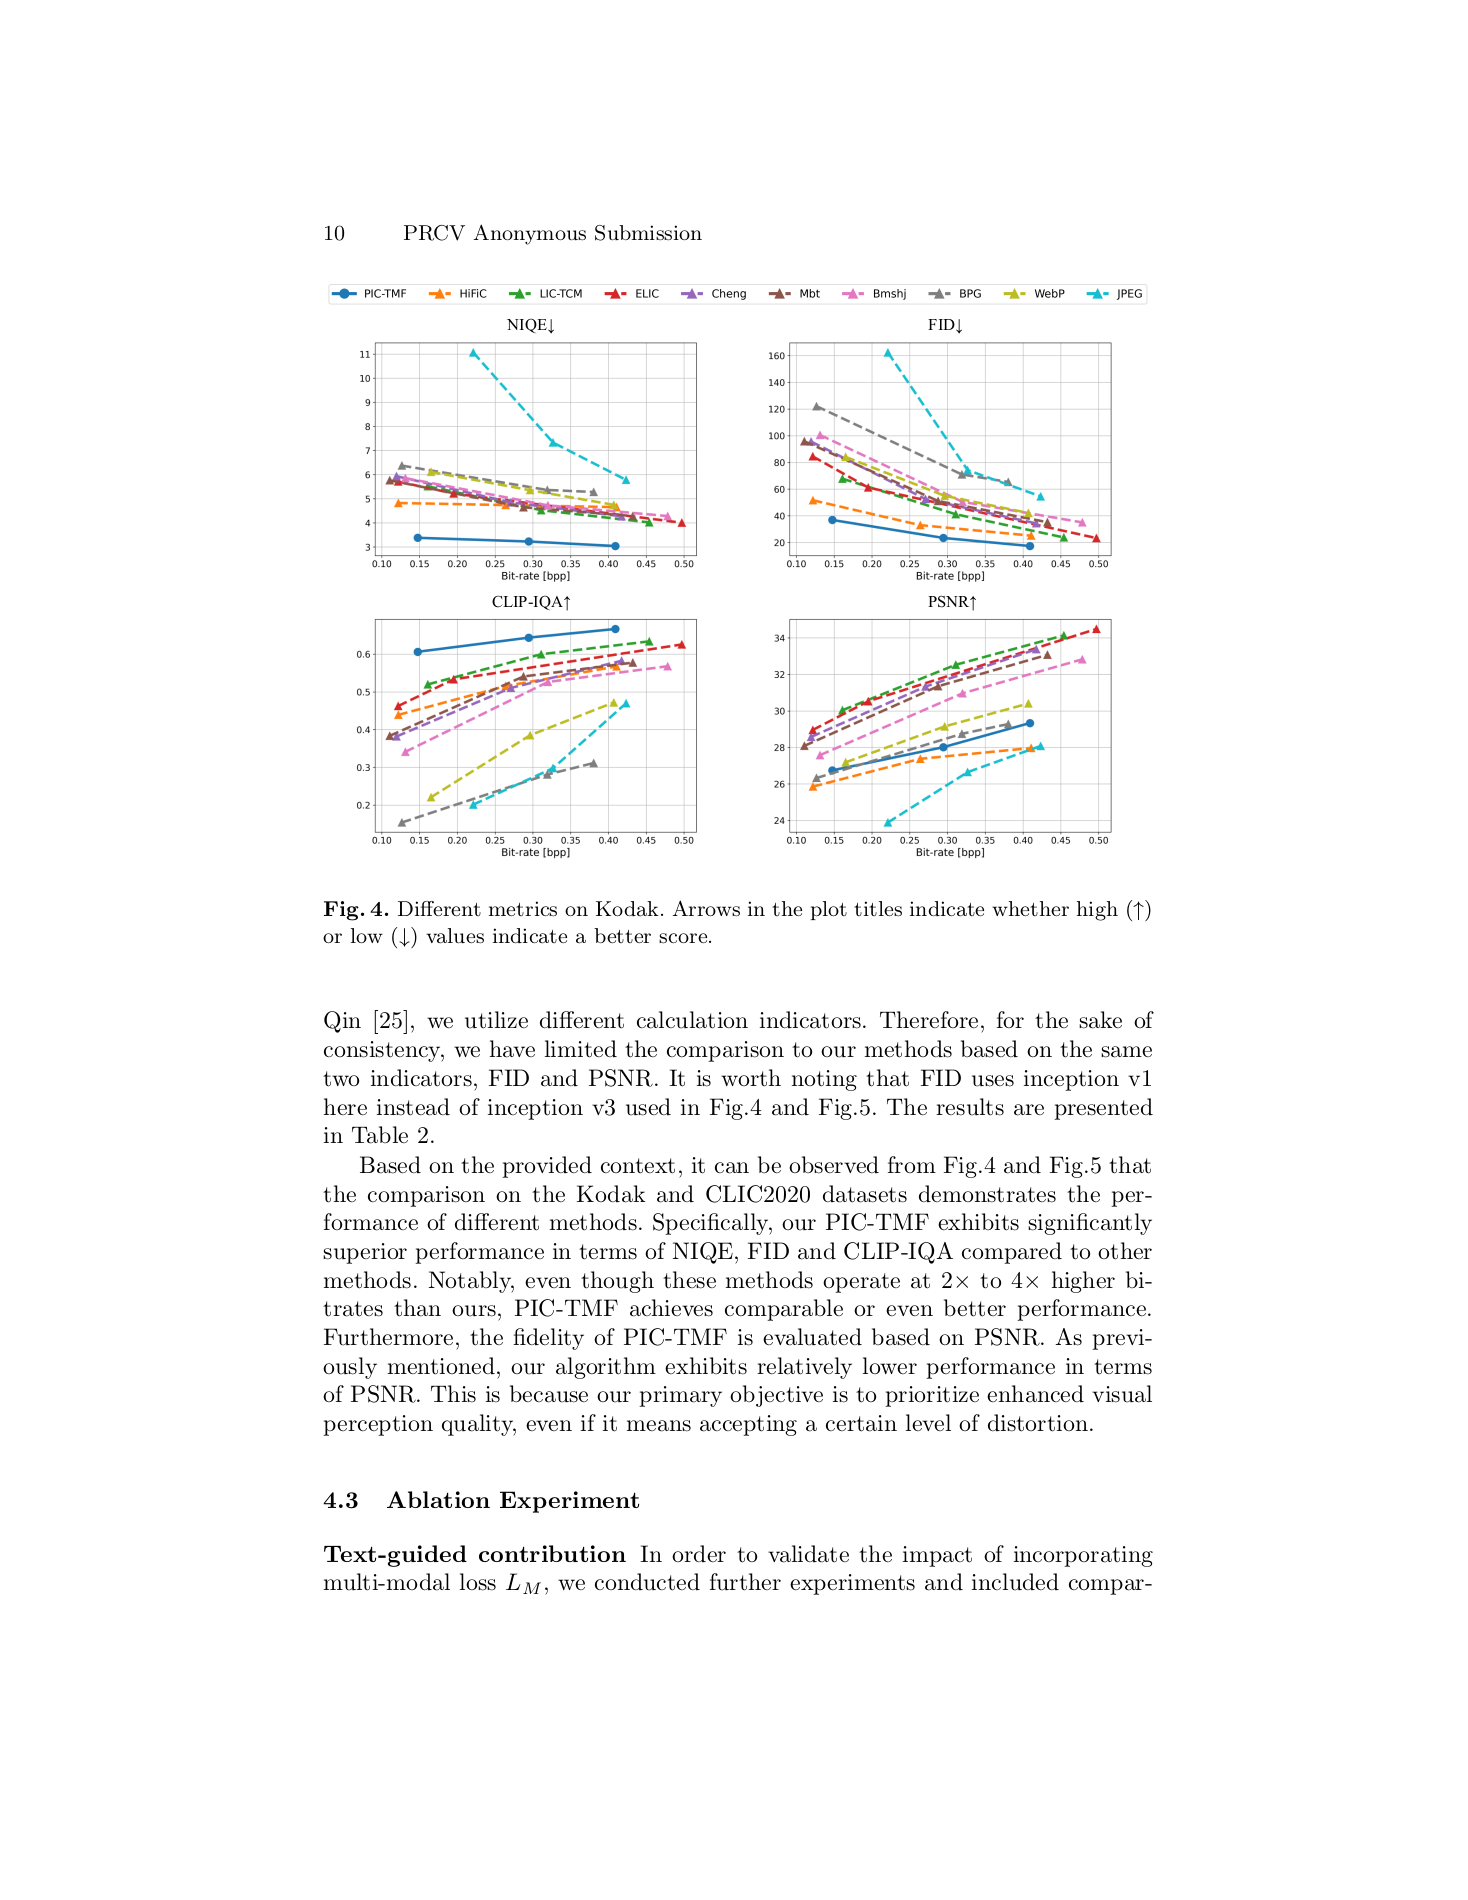 10 PRCV Anonymous Submission
PIC-TMF HiFiC LIC-TCM ELIC Cheng Mbt Bmshj BPG WebP JPEG
NIQE↓
11
10
9
8
7
6
5
4
3
0.10 0.15 0.20 0.25 0.30 0.35 0.40 0.45 0.50
Bit-rate [bpp]
FID↓
160
140
120
100
80
60
40
20
0.10 0.15 0.20 0.25 0.30 0.35 0.40 0.45 0.50
Bit-rate [bpp]
CLIP-IQA↑
0.6
0.5
0.4
0.3
0.2
0.10 0.15 0.20 0.25 0.30 0.35 0.40 0.45 0.50
Bit-rate [bpp]
PSNR↑
34
32
30
28
26
24
0.10 0.15 0.20 0.25 0.30 0.35 0.40 0.45 0.50
Bit-rate [bpp]
Fig. 4. Different metrics on Kodak. Arrows in the plot titles indicate whether high (↑)
or low (↓) values indicate a better score.
Qin [25], we utilize different calculation indicators. Therefore, for the sake of
consistency, we have limited the comparison to our methods based on the same
two indicators, FID and PSNR. It is worth noting that FID uses inception v1
here instead of inception v3 used in Fig.4 and Fig.5. The results are presented
in Table 2.
Based on the provided context, it can be observed from Fig.4 and Fig.5 that
the comparison on the Kodak and CLIC2020 datasets demonstrates the per-
formance of different methods. Specifically, our PIC-TMF exhibits significantly
superior performance in terms of NIQE, FID and CLIP-IQA compared to other
methods. Notably, even though these methods operate at 2× to 4× higher bi-
trates than ours, PIC-TMF achieves comparable or even better performance.
Furthermore, the fidelity of PIC-TMF is evaluated based on PSNR. As previ-
ously mentioned, our algorithm exhibits relatively lower performance in terms
of PSNR. This is because our primary objective is to prioritize enhanced visual
perception quality, even if it means accepting a certain level of distortion.
4.3 Ablation Experiment
Text-guided contribution In order to validate the impact of incorporating
multi-modal loss L_M, we conducted further experiments and included compar-